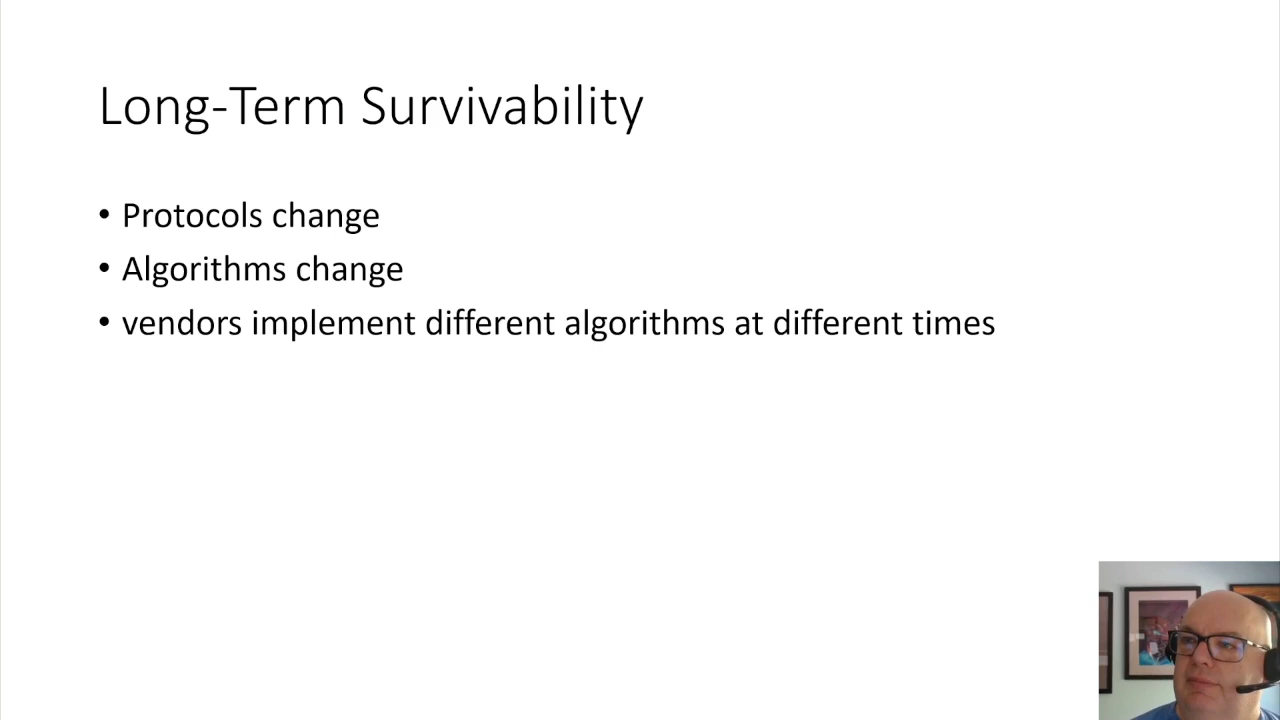 Long-Term Survivability
• Protocols change
• Algorithms change
• vendors implement different algorithms at different times